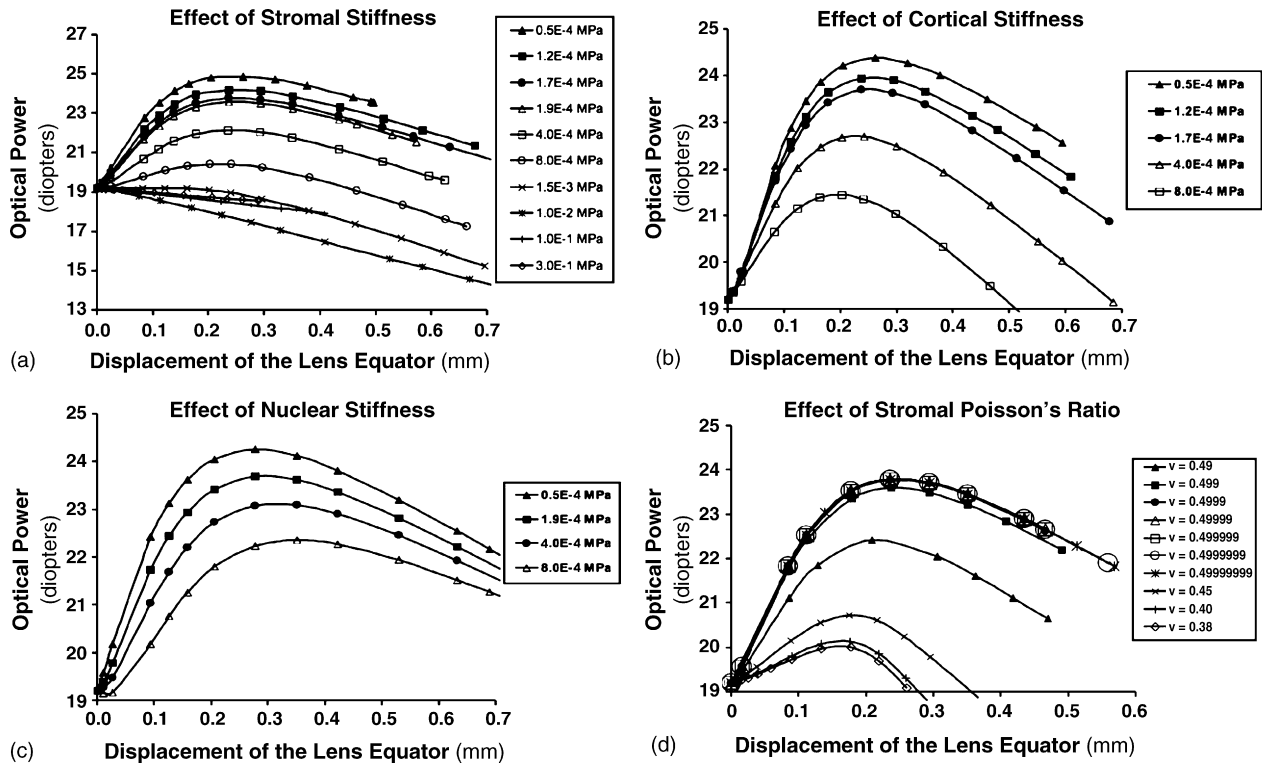 Effect of Stromal Stiffness
27
25
23
21
19
17
15
13
Optical Power
(diopters)
0.0 0.1 0.2 0.3 0.4 0.5 0.6 0.7
(a) Displacement of the Lens Equator (mm)
0.5E-4 MPa
1.2E-4 MPa
1.7E-4 MPa
1.9E-4 MPa
4.0E-4 MPa
8.0E-4 MPa
1.5E-3 MPa
1.0E-2 MPa
1.0E-1 MPa
3.0E-1 MPa
Effect of Cortical Stiffness
25
24
23
22
21
20
19
Optical Power
(diopters)
0.0 0.1 0.2 0.3 0.4 0.5 0.6 0.7
(b) Displacement of the Lens Equator (mm)
0.5E-4 MPa
1.2E-4 MPa
1.7E-4 MPa
4.0E-4 MPa
8.0E-4 MPa
Effect of Nuclear Stiffness
25
24
23
22
21
20
19
Optical Power
(diopters)
0.0 0.1 0.2 0.3 0.4 0.5 0.6 0.7
(c) Displacement of the Lens Equator (mm)
0.5E-4 MPa
1.9E-4 MPa
4.0E-4 MPa
8.0E-4 MPa
Effect of Stromal Poisson's Ratio
25
24
23
22
21
20
19
Optical Power
(diopters)
0 0.1 0.2 0.3 0.4 0.5 0.6
(d) Displacement of the Lens Equator (mm)
v = 0.49
v = 0.499
v = 0.4999
v = 0.49999
v = 0.499999
v = 0.4999999
v = 0.49999999
v = 0.45
v = 0.40
v = 0.38